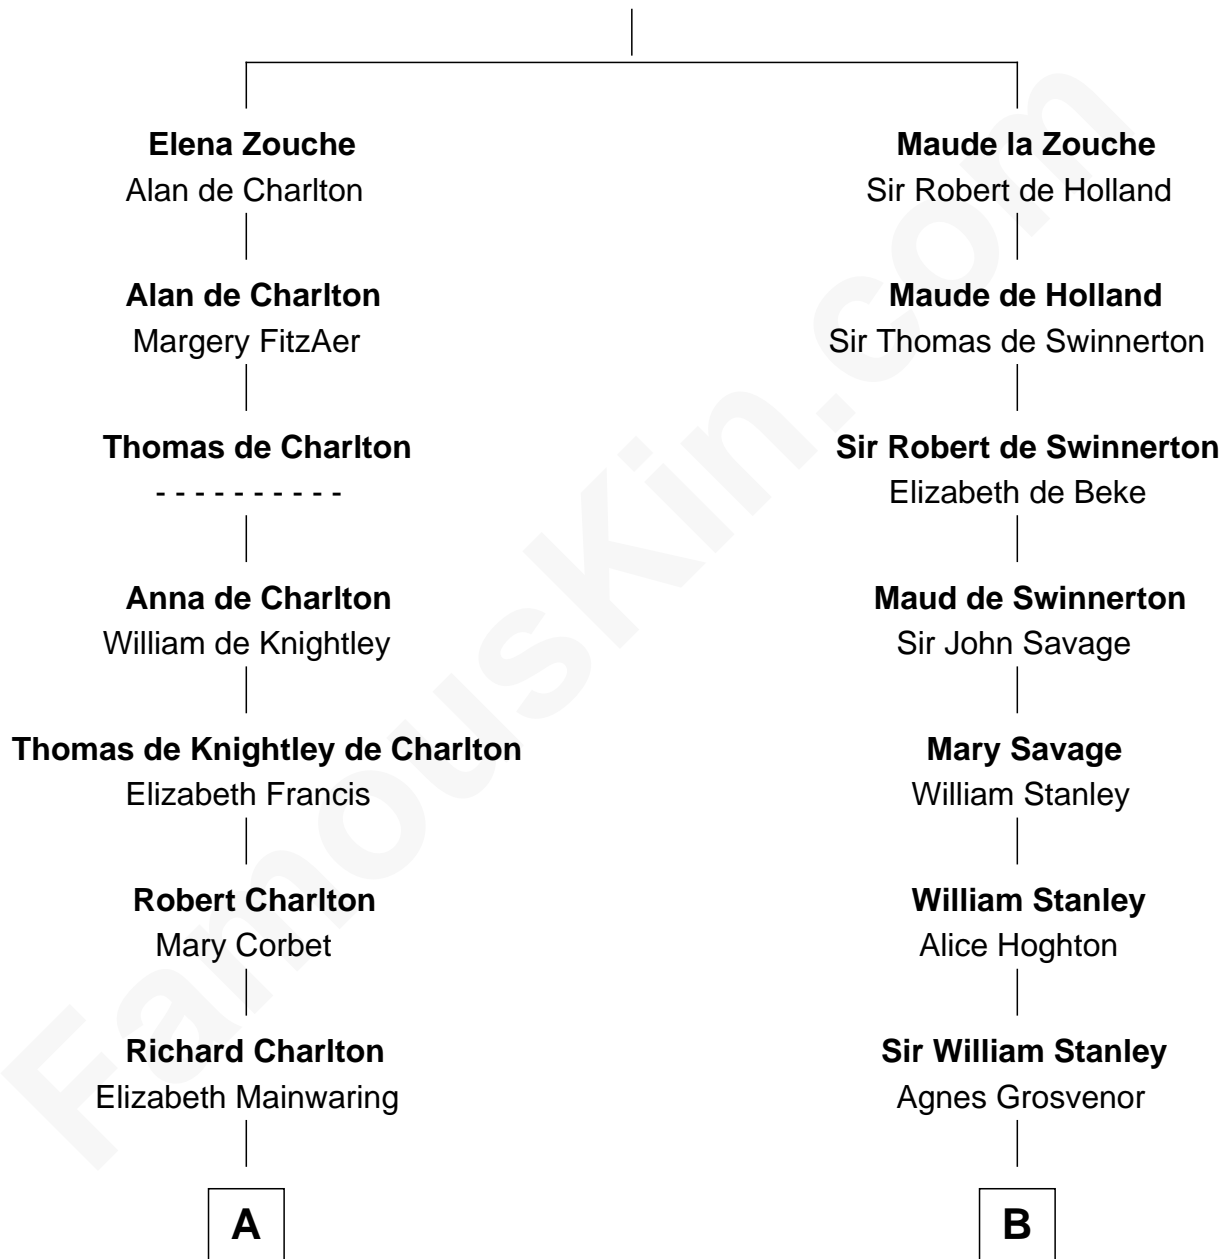 Elena Zouche
Alan de Charlton
Alan de Charlton
Margery FitzAer
Thomas de Charlton
- - - - - - - - - -
Anna de Charlton
William de Knightley
Thomas de Knightley de Charlton
Elizabeth Francis
Robert Charlton
Mary Corbet
Richard Charlton
Elizabeth Mainwaring
A
Maude la Zouche
Sir Robert de Holland
Maude de Holland
Sir Thomas de Swinnerton
Sir Robert de Swinnerton
Elizabeth de Beke
Maud de Swinnerton
Sir John Savage
Mary Savage
William Stanley
William Stanley
Alice Hoghton
Sir William Stanley
Agnes Grosvenor
B
FamousKin.com